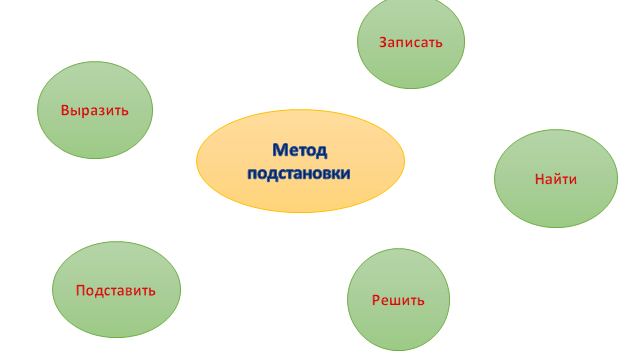 Записать
Выразить
Метод
подстановки
Найти
Подставить
Решить